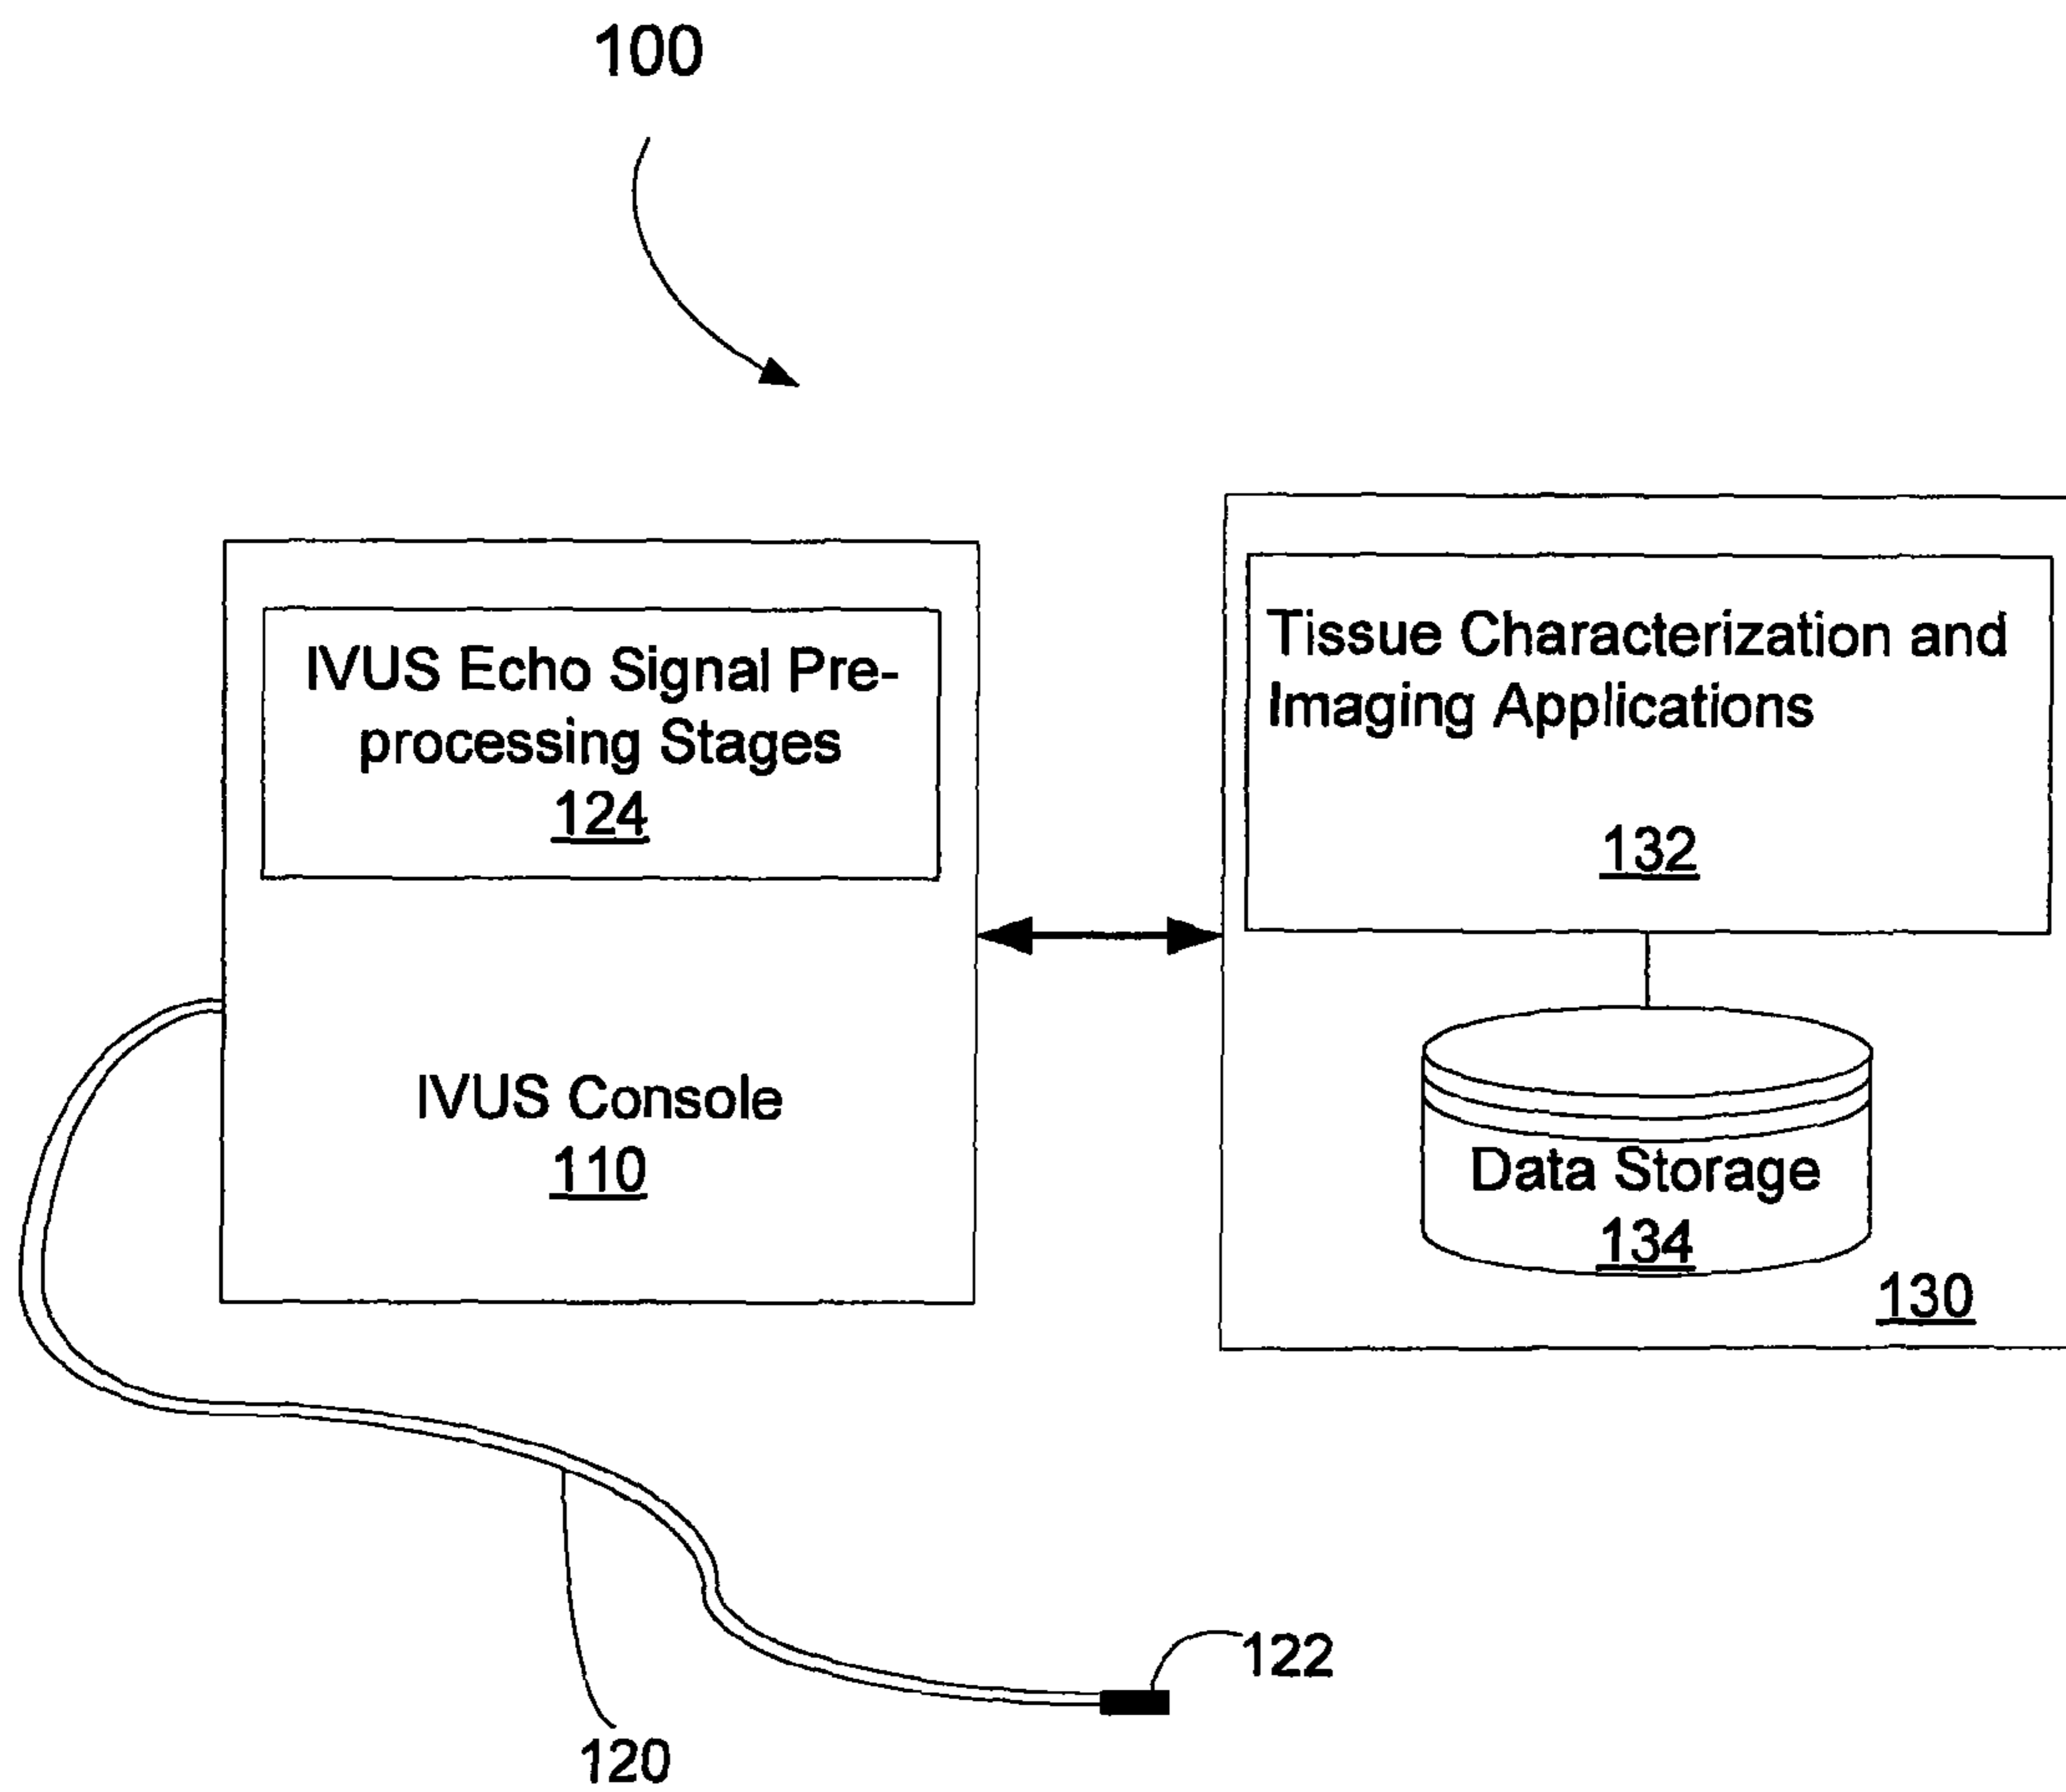 100
IVUS Echo Signal Pre-
processing Stages
124
IVUS Console
110
Tissue Characterization and
Imaging Applications
132
Data Storage
134
130
122
120